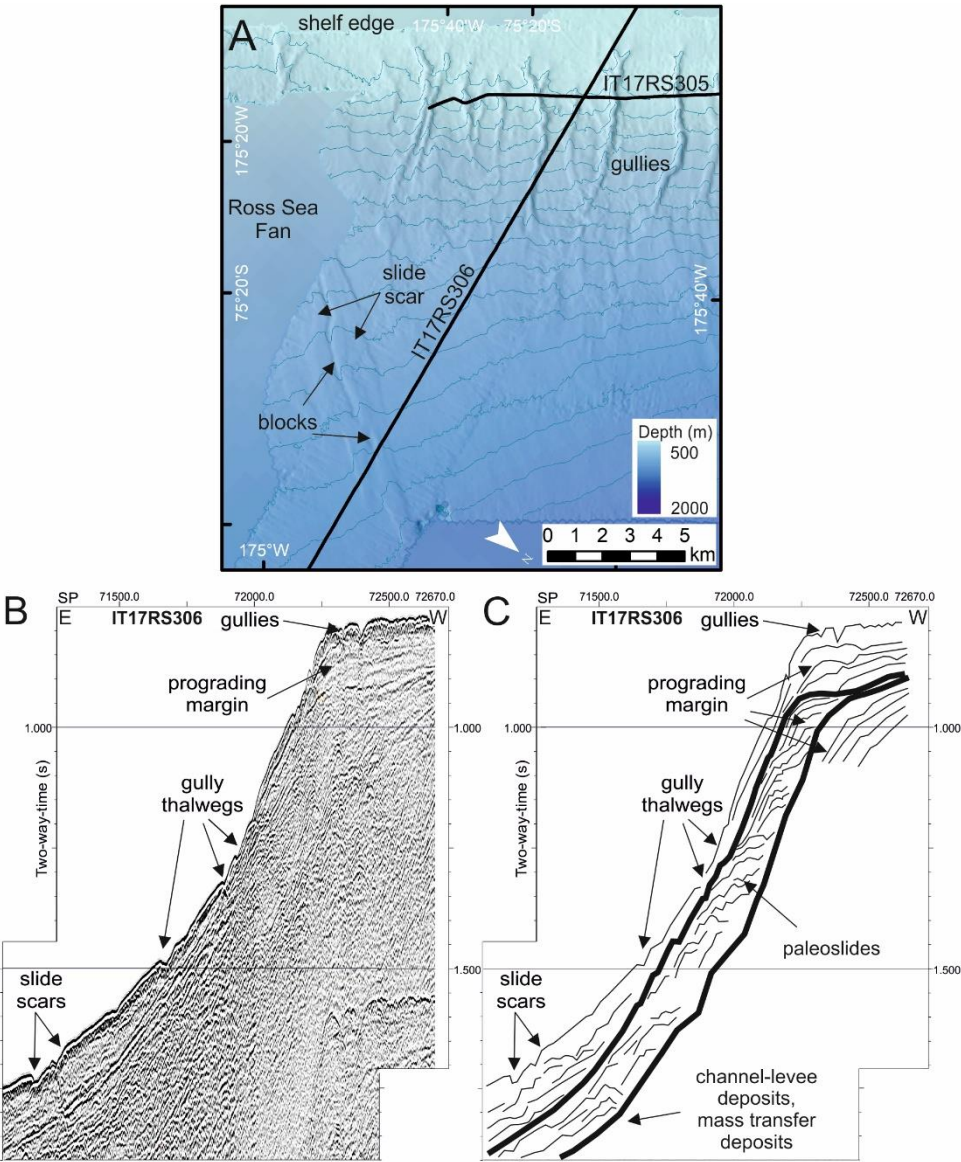 A
shelf edge
175°40'W
75°20'S
IT17RS305
175°20'W
gullies
Ross Sea
Fan
slide
scar
75°20'S
175°40'W
IT17RS306
blocks
Depth (m)
500
2000
175°W
N
0 1 2 3 4 5
km
B
SP 71500.0 72000.0 72500.0 72670.0
E IT17RS306 W
gullies
prograding
margin
1.000 1.000
gully
thalwegs
Two-way-time (s)
1.500
slide
scars
C
SP 71500.0 72000.0 72500.0 72670.0
E IT17RS306 W
gullies
prograding
margin
1.000
gully
thalwegs
Two-way-time (s)
paleoslides
1.500
slide
scars
channel-levee
deposits,
mass transfer
deposits